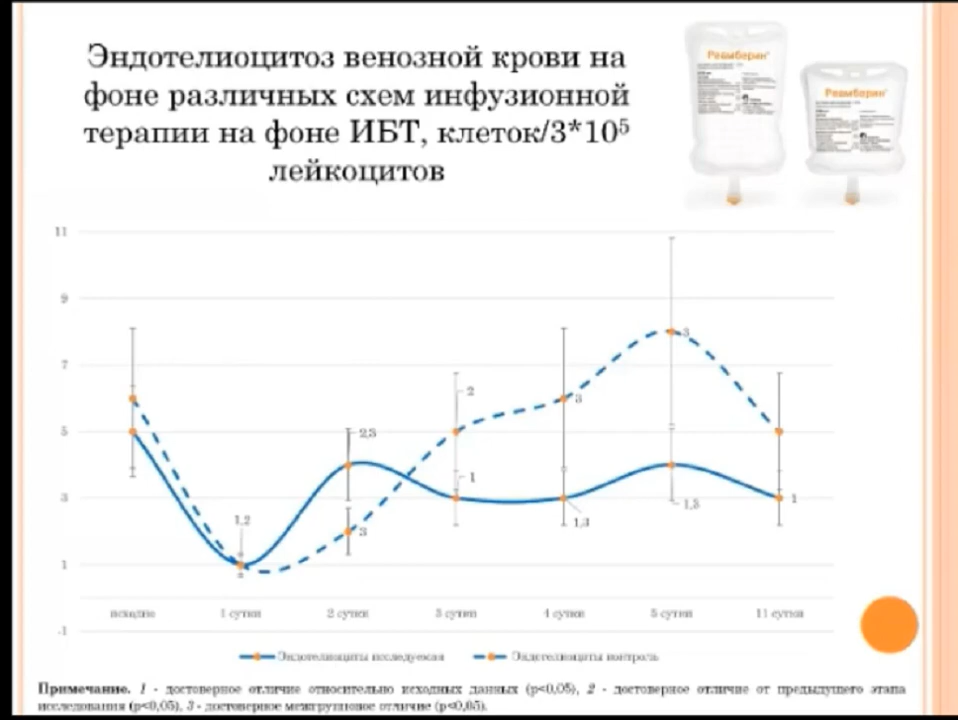 Эндотелиоцитоз венозной крови на
фоне различных схем инфузионной
терапии на фоне ИБТ, клеток/3*10⁵
лейкоцитов
Реамберин®
Реамберин®
11
9
7
5
3
1
-1
2
3
3
2,3
1
3
1,2
1,3
1,3
1
исходно
1 сутки
2 сутки
3 сутки
4 сутки
5 сутки
11 сутки
Эндотелиоциты исследуемая
Эндотелиоциты контроль
Примечание. 1 - достоверное отличие относительно исходных данных (p<0,05), 2 - достоверное отличие от предыдущего этапа
исследования (p<0,05), 3 - достоверное межгрупповое отличие (p<0,05).